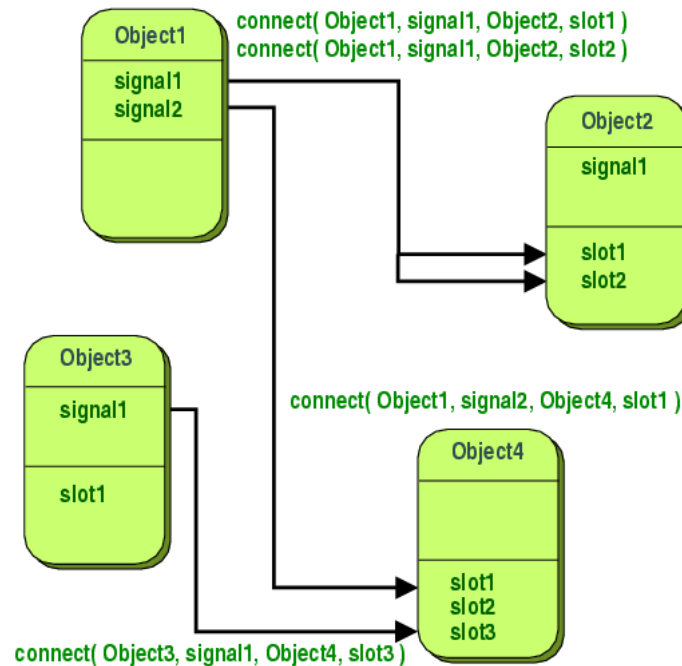 Object1
signal1
signal2
connect( Object1, signal1, Object2, slot1 )
connect( Object1, signal1, Object2, slot2 )
Object2
signal1
slot1
slot2
Object3
signal1
slot1
connect( Object1, signal2, Object4, slot1 )
Object4
slot1
slot2
slot3
connect( Object3, signal1, Object4, slot3 )